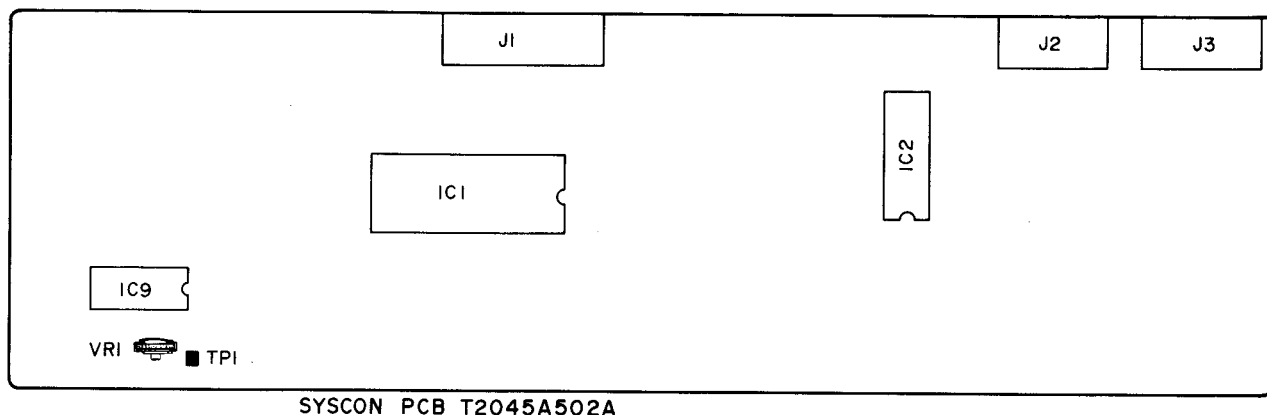 J1
J2
J3
IC2
IC1
IC9
VR1
TP1
SYSCON PCB T2045A502A